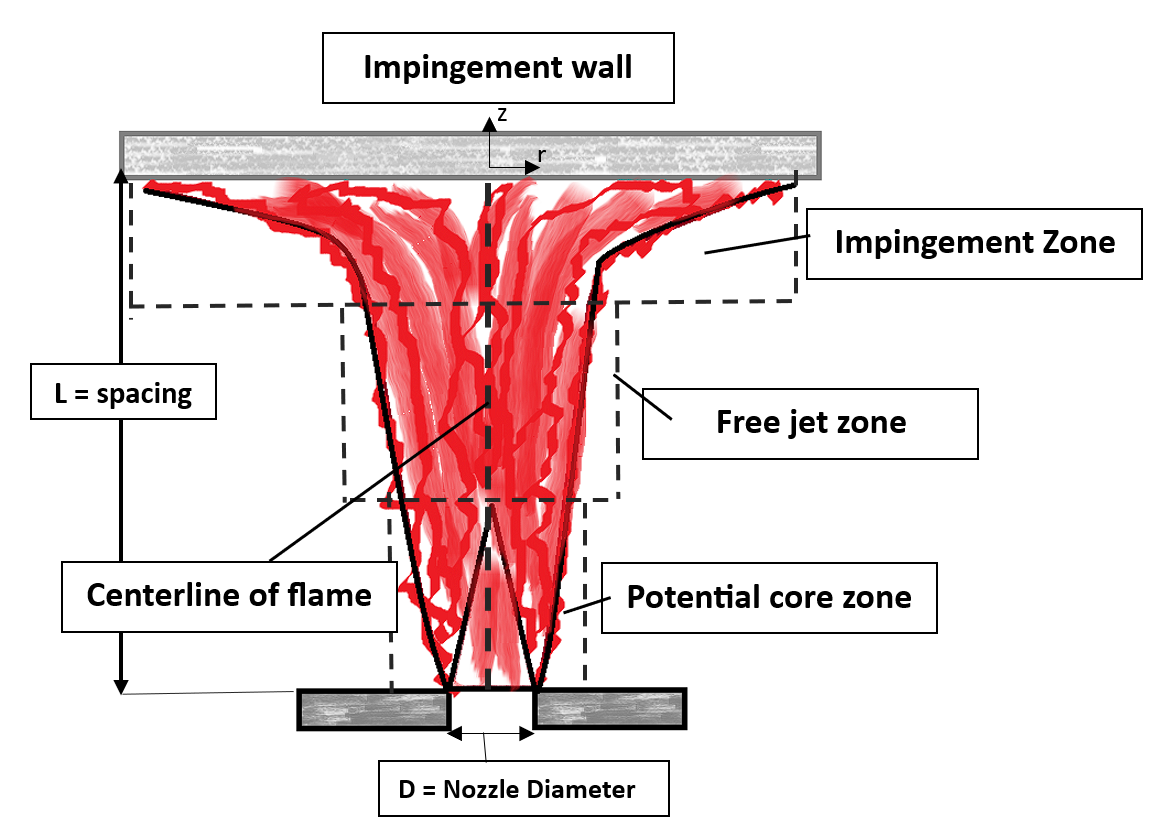 Impingement wall
z
r
Impingement Zone
L = spacing
Free jet zone
Centerline of flame
Potential core zone
D = Nozzle Diameter